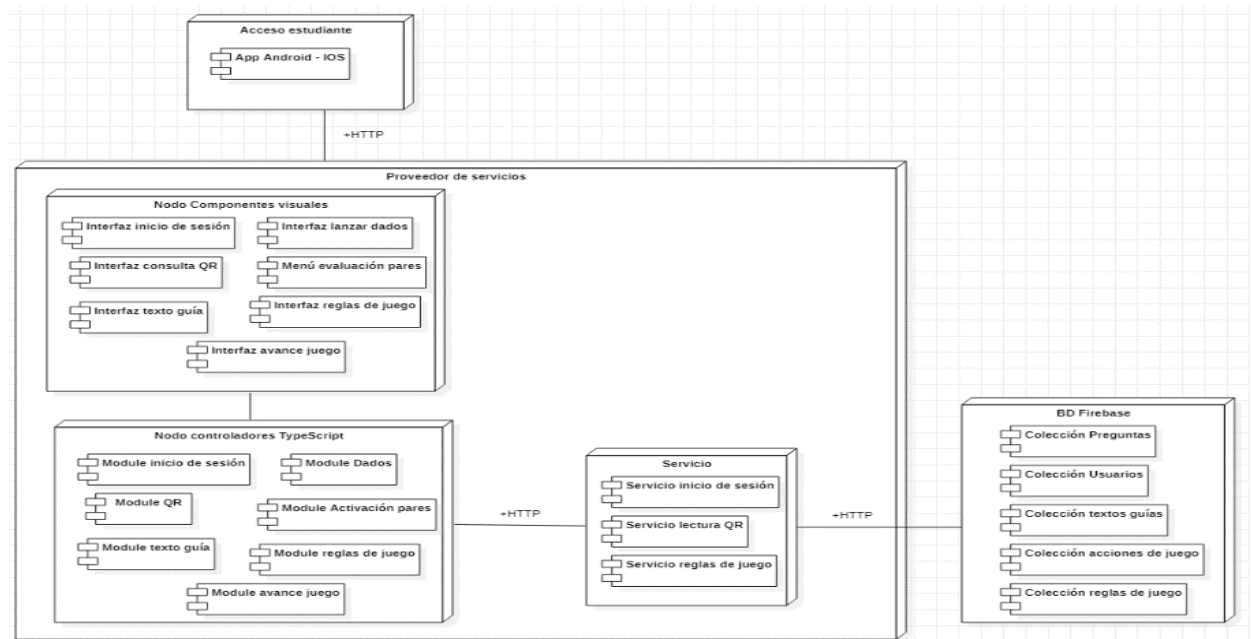 Acceso estudiante
App Android - IOS
+HTTP
Proveedor de servicios
Nodo Componentes visuales
Interfaz inicio de sesión
Interfaz lanzar dados
Interfaz consulta QR
Menú evaluación pares
Interfaz texto guía
Interfaz reglas de juego
Interfaz avance juego
Nodo controladores TypeScript
Module inicio de sesión
Module Dados
Module QR
Module Activación pares
Module texto guía
Module reglas de juego
Module avance juego
+HTTP
Servicio
Servicio inicio de sesión
Servicio lectura QR
Servicio reglas de juego
+HTTP
BD Firebase
Colección Preguntas
Colección Usuarios
Colección textos guías
Colección acciones de juego
Colección reglas de juego